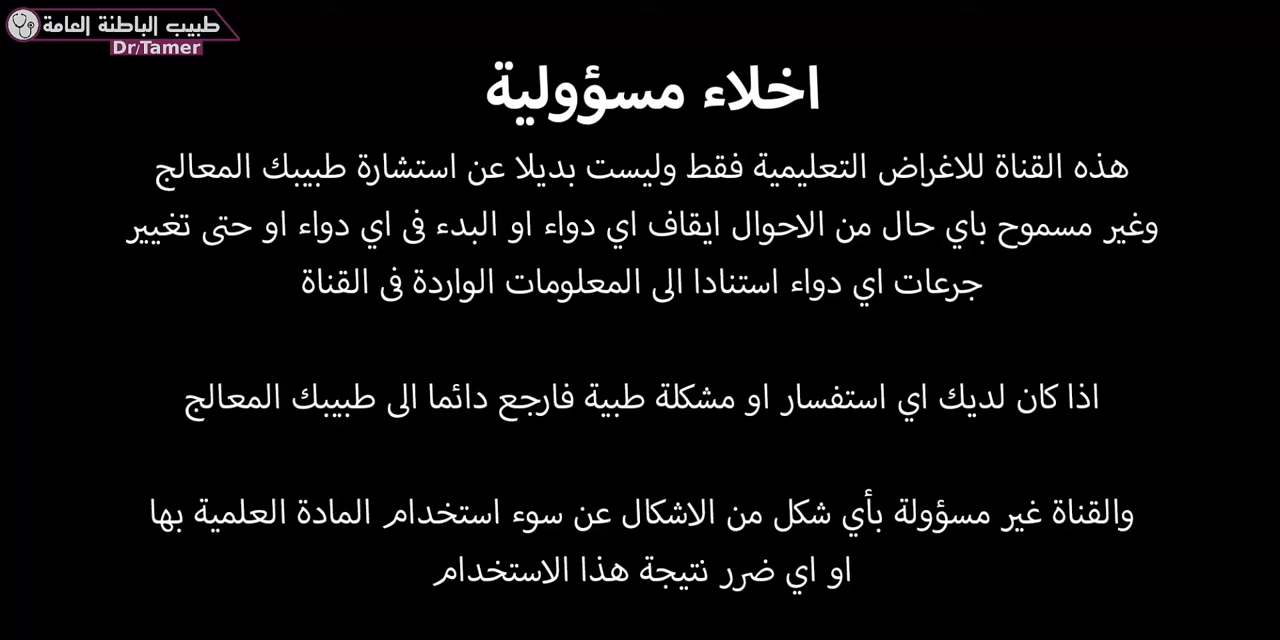 طبيب الباطنة العامة
Dr/Tamer
اخلاء مسؤولية
هذه القناة للاغراض التعليمية فقط وليست بديلا عن استشارة طبيبك المعالج
وغير مسموح باي حال من الاحوال ايقاف اي دواء او البدء فى اي دواء او حتى تغيير
جرعات اي دواء استنادا الى المعلومات الواردة فى القناة
اذا كان لديك اي استفسار او مشكلة طبية فارجع دائما الى طبيبك المعالج
والقناة غير مسؤولة بأي شكل من الاشكال عن سوء استخدام المادة العلمية بها
او اي ضرر نتيجة هذا الاستخدام